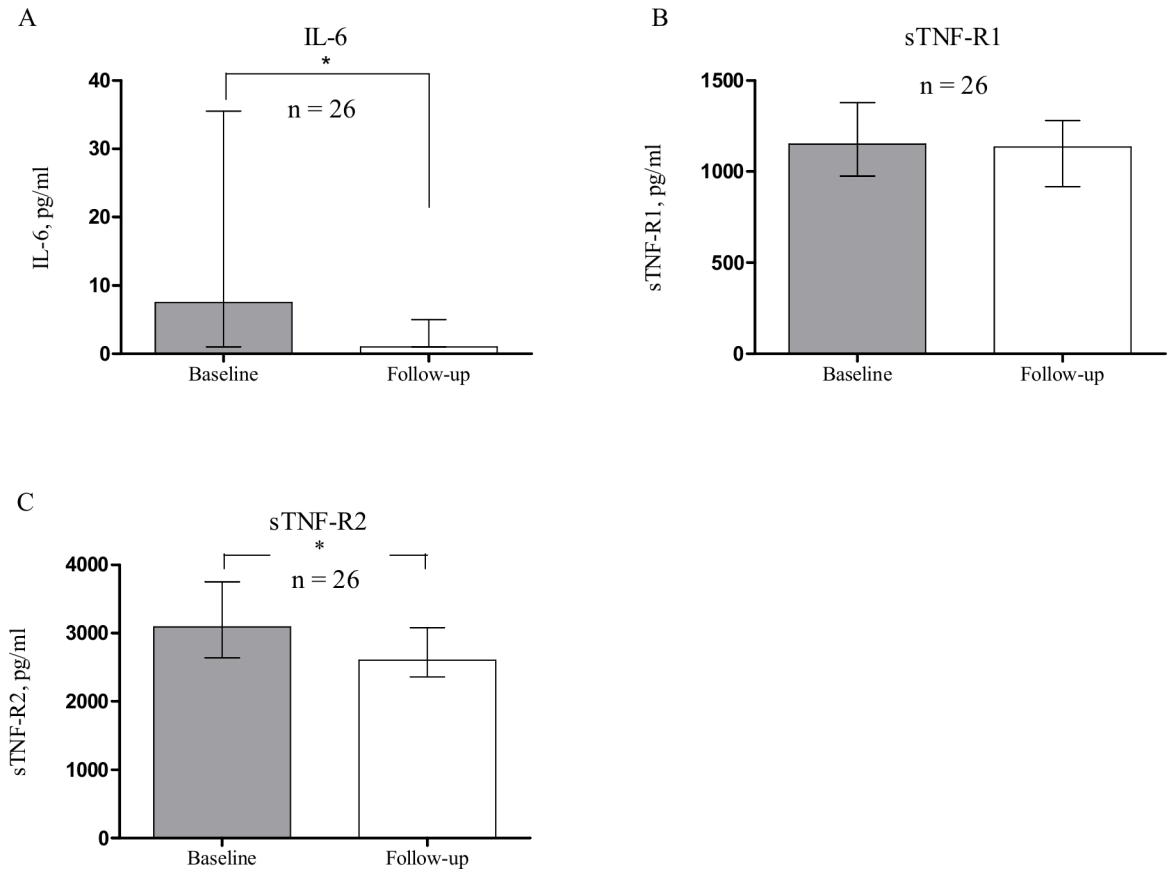 A
IL-6
*
n = 26
IL-6, pg/ml
40
30
20
10
0
Baseline Follow-up
B
sTNF-R1
n = 26
sTNF-R1, pg/ml
1500
1000
500
0
Baseline Follow-up
C
sTNF-R2
*
n = 26
sTNF-R2, pg/ml
4000
3000
2000
1000
0
Baseline Follow-up